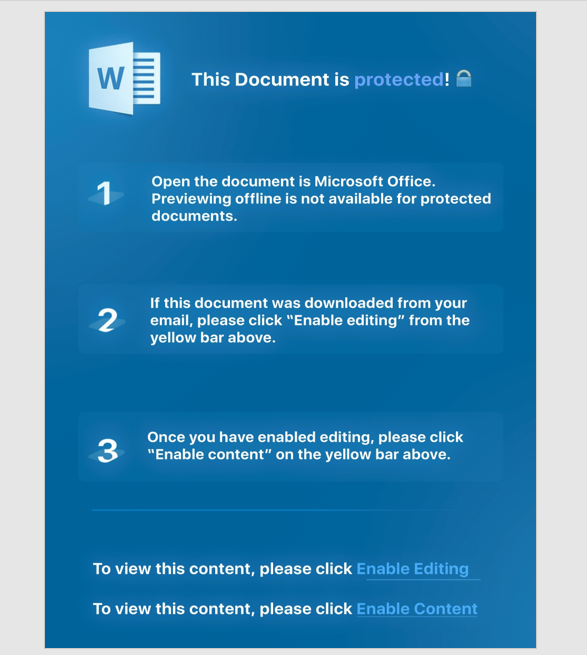 W
This Document is protected!
1
Open the document is Microsoft Office.
Previewing offline is not available for protected
documents.
2
If this document was downloaded from your
email, please click “Enable editing” from the
yellow bar above.
3
Once you have enabled editing, please click
“Enable content” on the yellow bar above.
To view this content, please click Enable Editing
To view this content, please click Enable Content